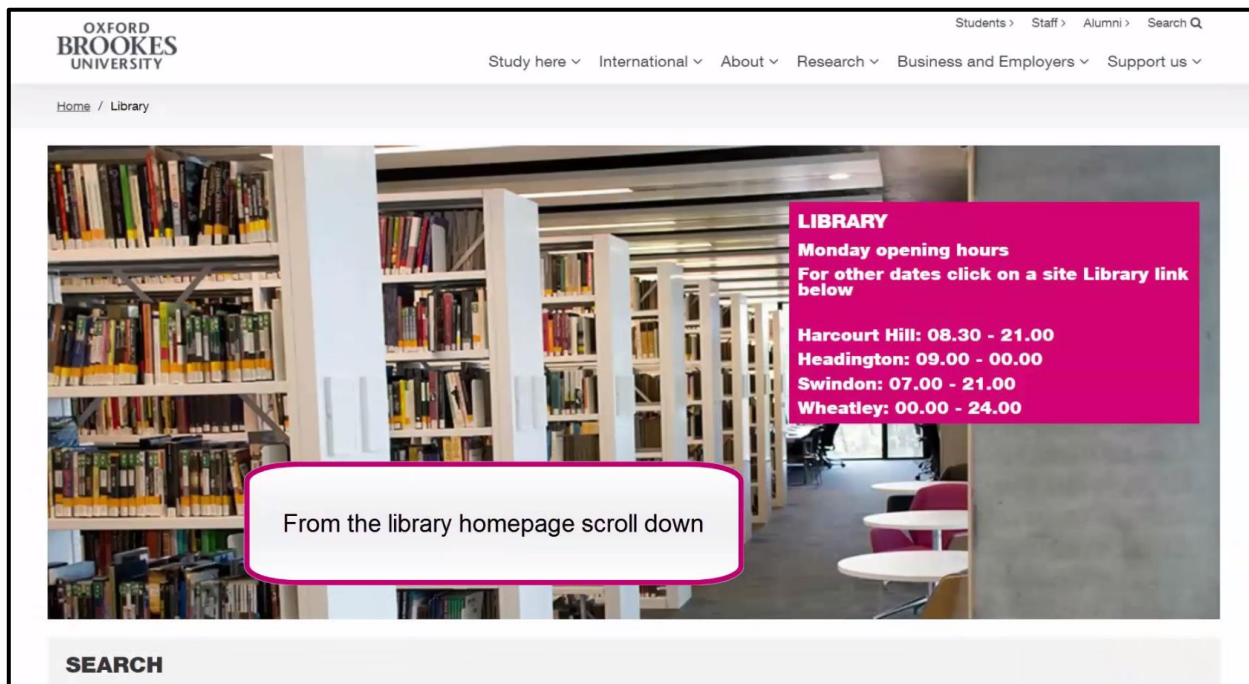 OXFORD
BROOKES
UNIVERSITY
Students > Staff > Alumni > Search
Study here International About Research Business and Employers Support us
Home / Library
LIBRARY
Monday opening hours
For other dates click on a site Library link
below
Harcourt Hill: 08.30 - 21.00
Headington: 09.00 - 00.00
Swindon: 07.00 - 21.00
Wheatley: 00.00 - 24.00
From the library homepage scroll down
SEARCH